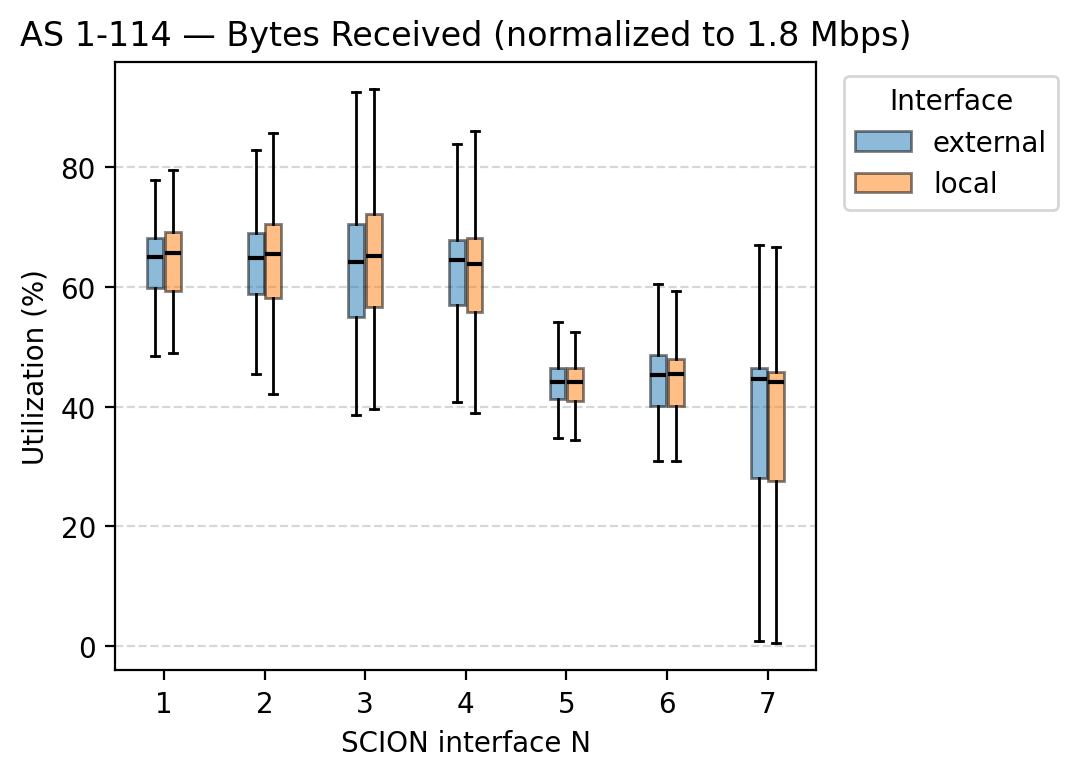 AS 1-114 — Bytes Received (normalized to 1.8 Mbps)
Interface
external
local
Utilization (%)
80
60
40
20
0
1 2 3 4 5 6 7
SCION interface N